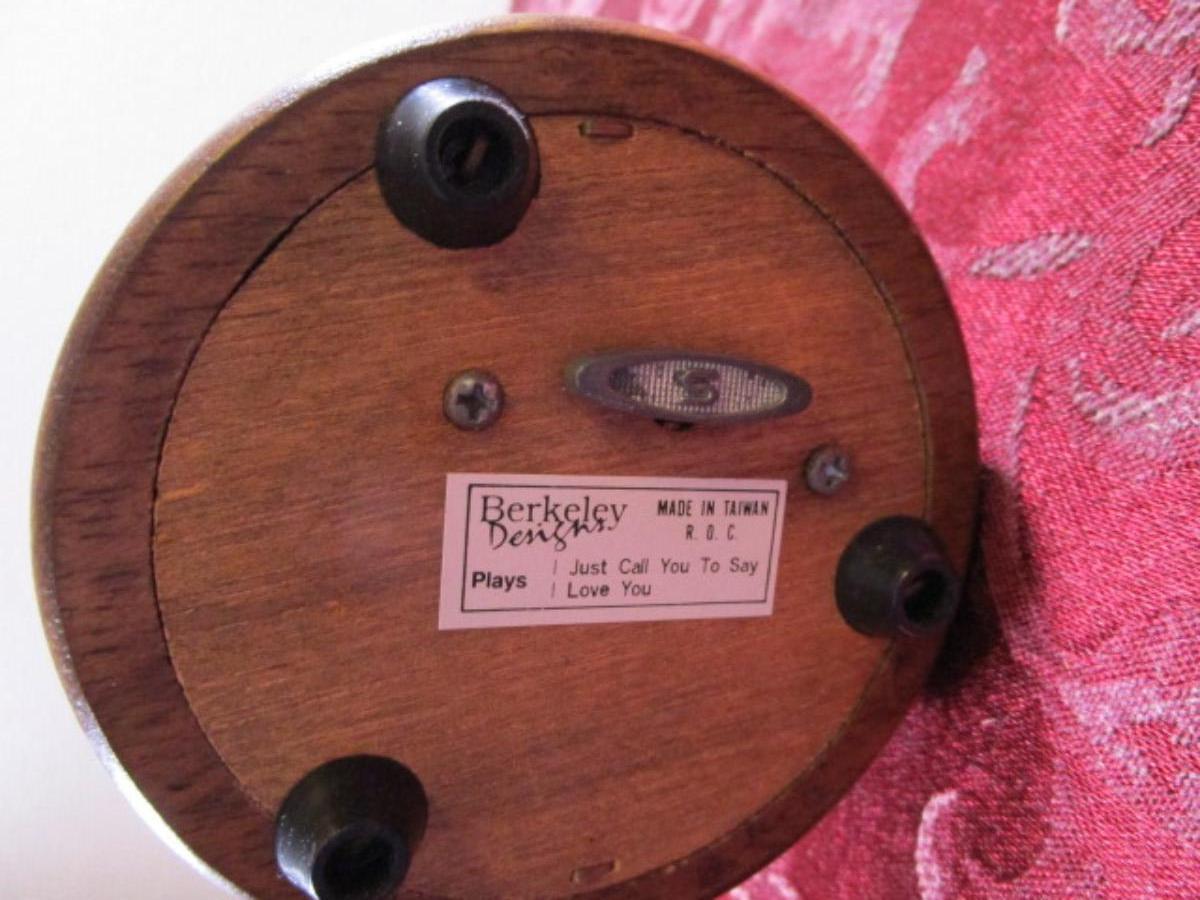 S
Berkeley
Designs
MADE IN TAIWAN
R. O. C.
Plays
I Just Call You To Say
I Love You